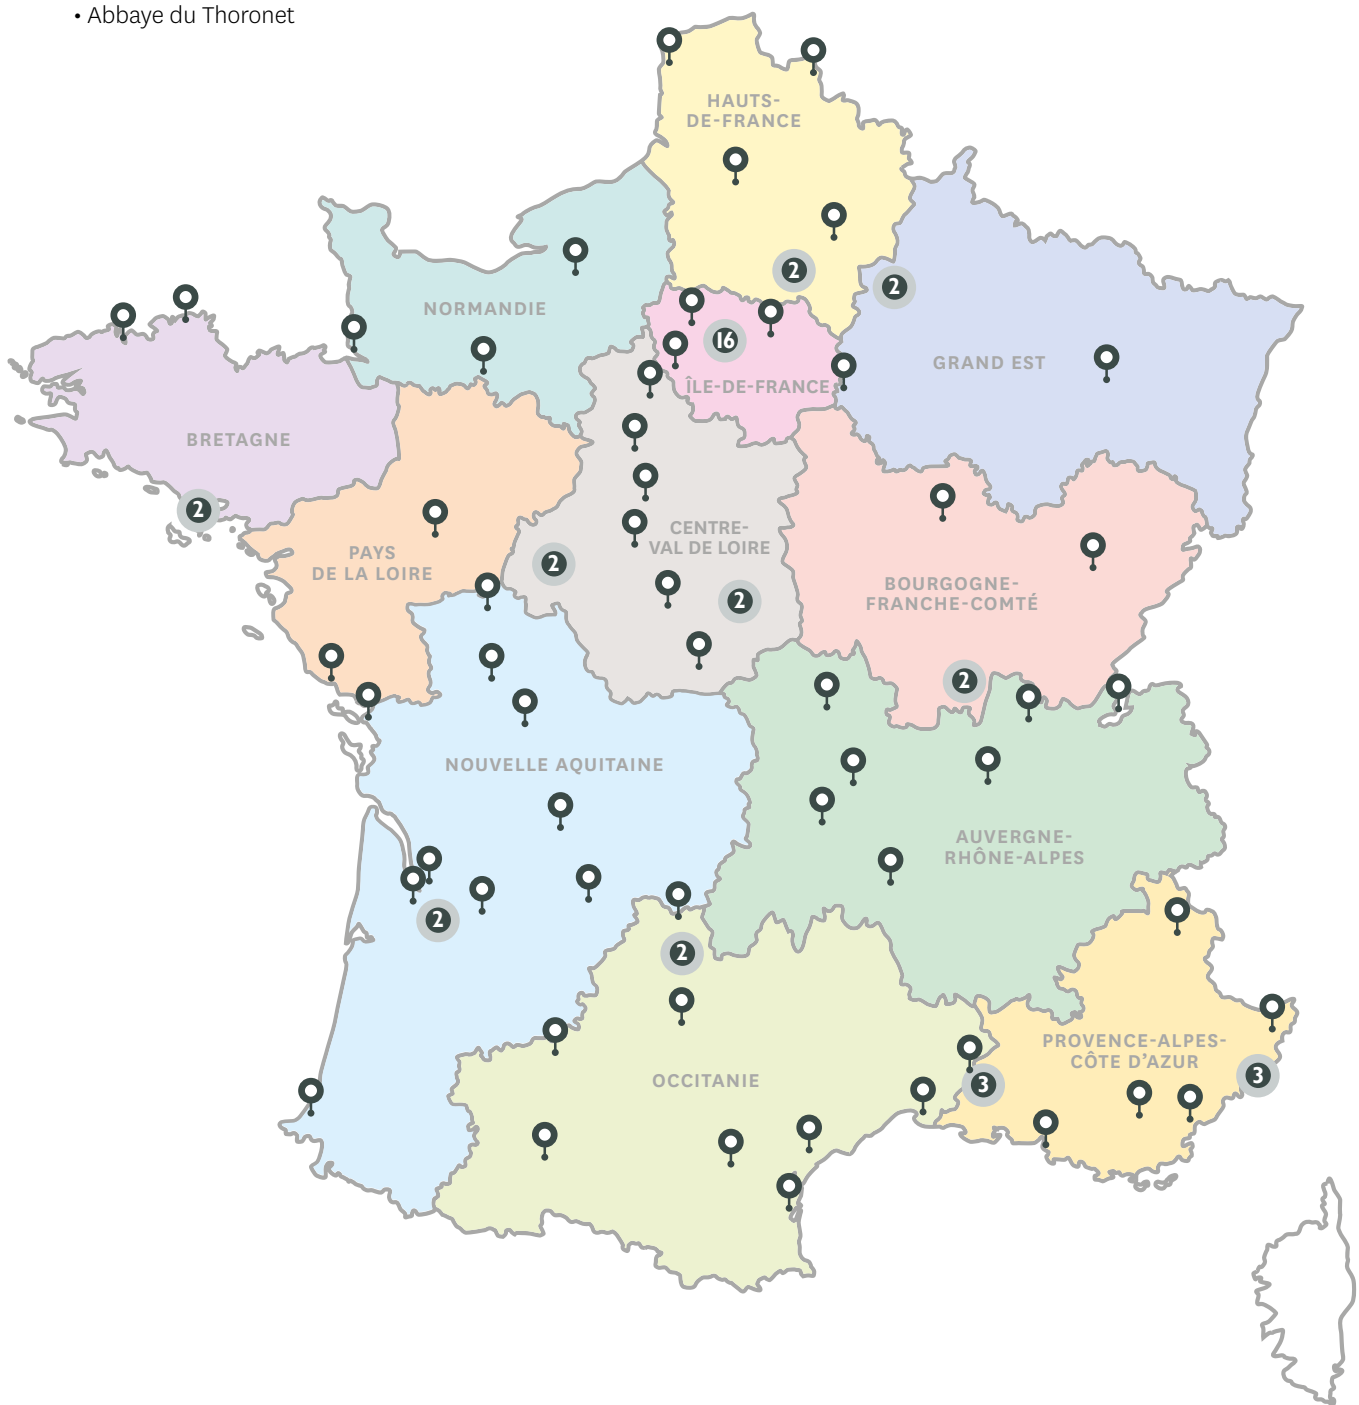 • Abbaye du Thoronet
HAUTS-
DE-FRANCE
2
2
NORMANDIE
16
ÎLE-DE-FRANCE
GRAND EST
BRETAGNE
2
PAYS
DE LA LOIRE
CENTRE-
VAL DE LOIRE
2
2
BOURGOGNE-
FRANCHE-COMTÉ
2
NOUVELLE AQUITAINE
AUVERGNE-
RHÔNE-ALPES
2
2
OCCITANIE
PROVENCE-ALPES-
CÔTE D'AZUR
3
3